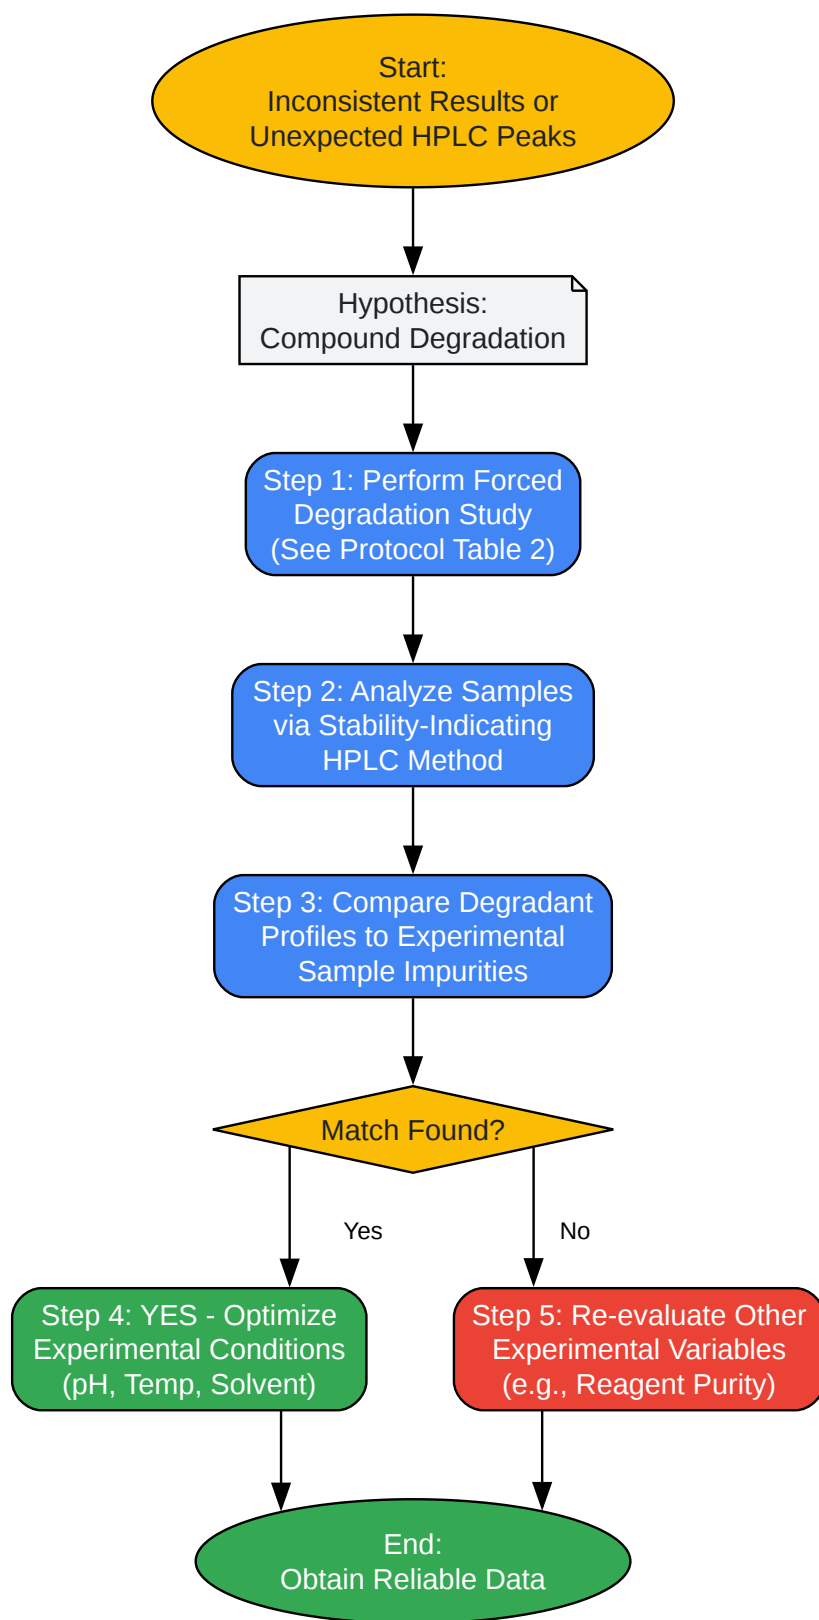 Start:
Inconsistent Results or
Unexpected HPLC Peaks
Hypothesis:
Compound Degradation
Step 1: Perform Forced
Degradation Study
(See Protocol Table 2)
Step 2: Analyze Samples
via Stability-Indicating
HPLC Method
Step 3: Compare Degradant
Profiles to Experimental
Sample Impurities
Match Found?
Yes
No
Step 4: YES - Optimize
Experimental Conditions
(pH, Temp, Solvent)
Step 5: Re-evaluate Other
Experimental Variables
(e.g., Reagent Purity)
End:
Obtain Reliable Data